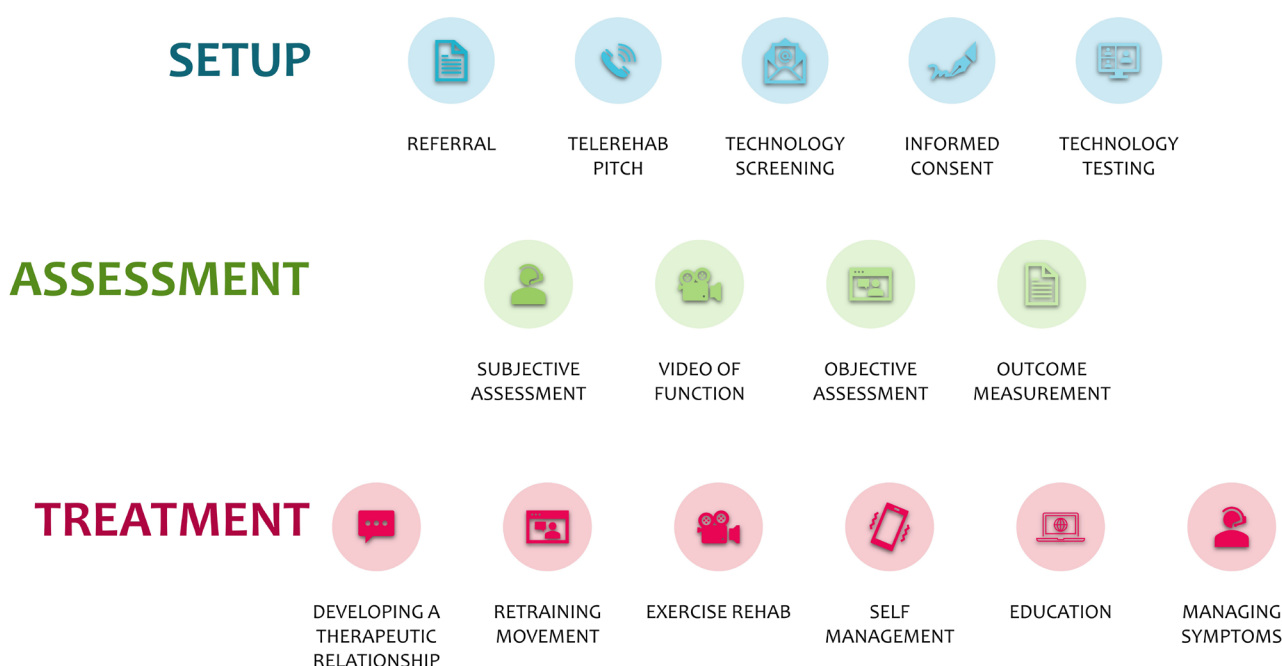 SETUP
REFERRAL
TELEREHAB
PITCH
TECHNOLOGY
SCREENING
INFORMED
CONSENT
TECHNOLOGY
TESTING
ASSESSMENT
SUBJECTIVE
ASSESSMENT
VIDEO OF
FUNCTION
OBJECTIVE
ASSESSMENT
OUTCOME
MEASUREMENT
TREATMENT
DEVELOPING A
THERAPEUTIC
RELATIONSHIP
RETRAINING
MOVEMENT
EXERCISE REHAB
SELF
MANAGEMENT
EDUCATION
MANAGING
SYMPTOMS